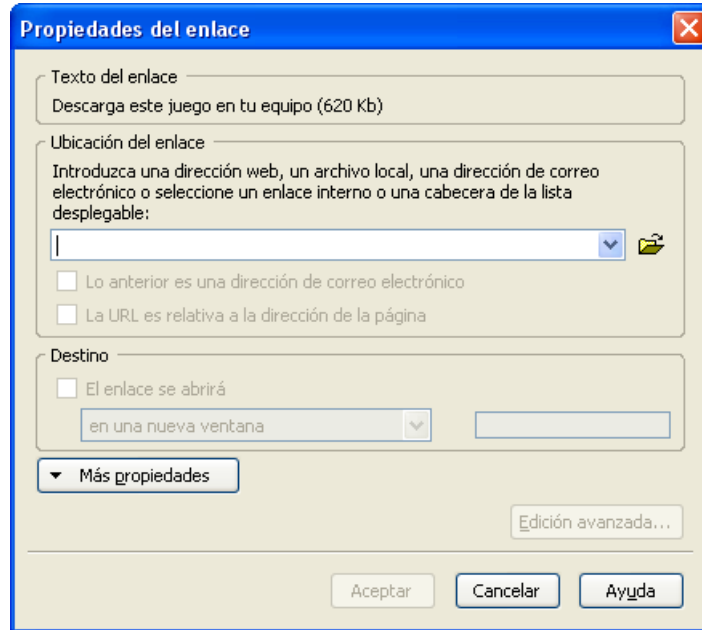 Propiedades del enlace
Texto del enlace
Descarga este juego en tu equipo (620 Kb)
Ubicación del enlace
Introduzca una dirección web, un archivo local, una dirección de correo
electrónico o seleccione un enlace interno o una cabecera de la lista
desplegable:
Lo anterior es una dirección de correo electrónico
La URL es relativa a la dirección de la página
Destino
El enlace se abrirá
en una nueva ventana
Más propiedades
Edición avanzada...
Aceptar Cancelar Ayuda